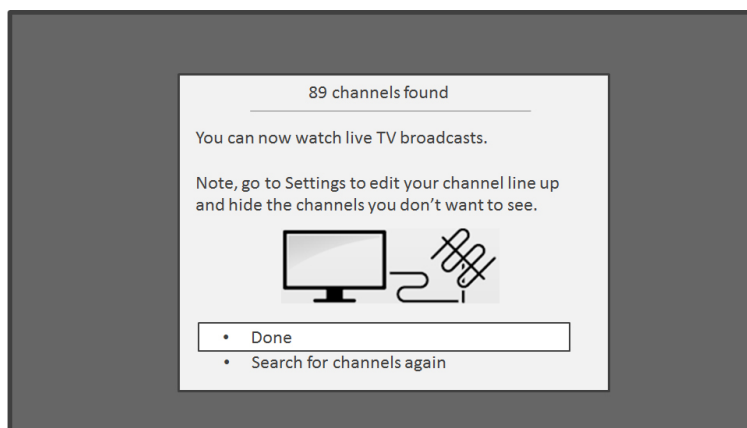 89 channels found
You can now watch live TV broadcasts.
Note, go to Settings to edit your channel line up
and hide the channels you don’t want to see.
• Done
• Search for channels again